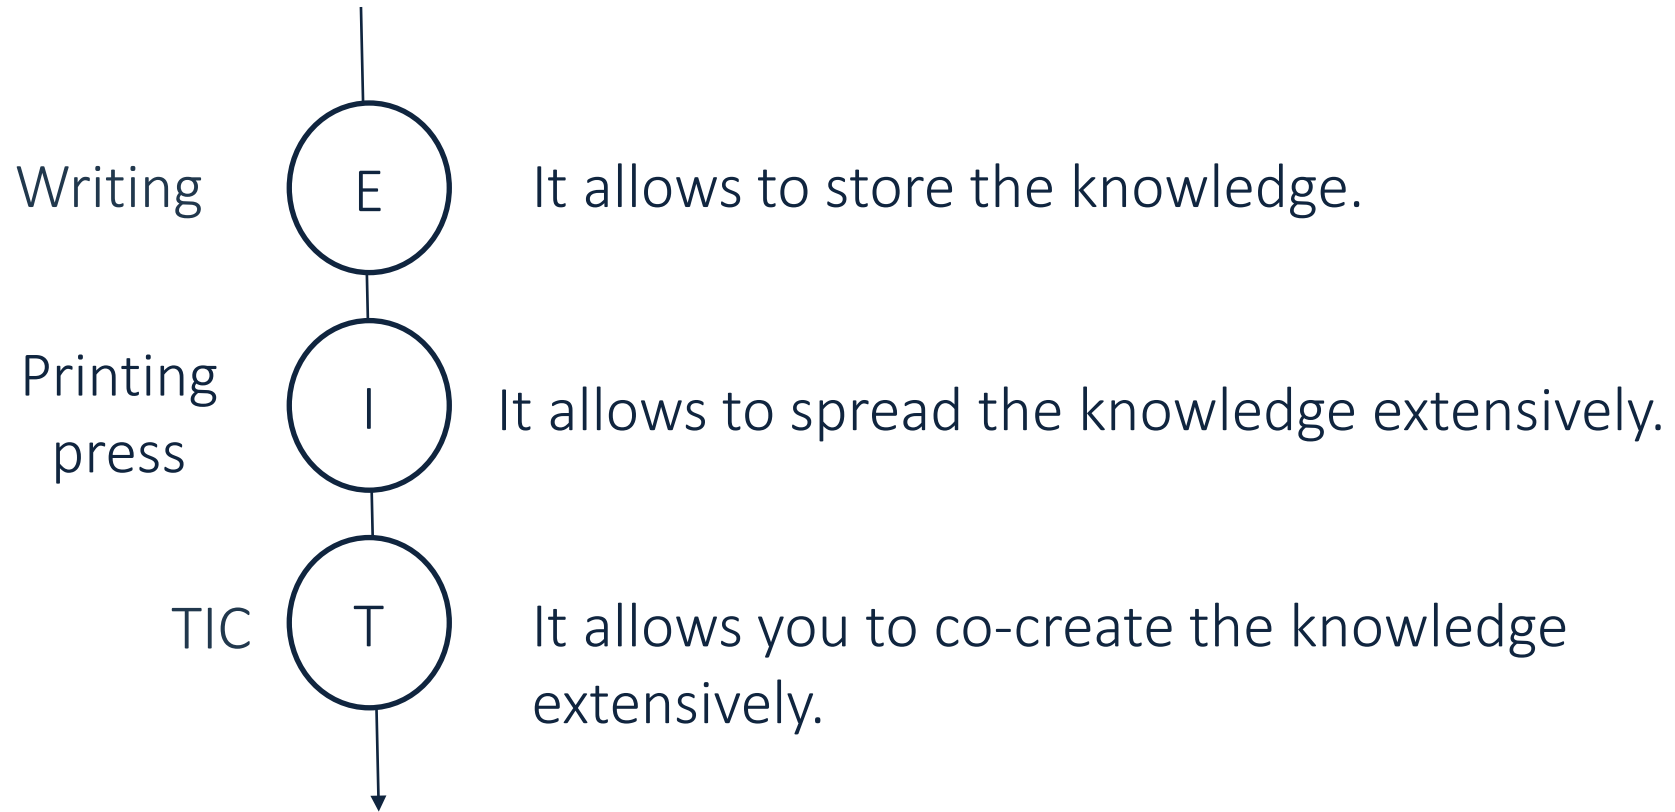 Writing
E
It allows to store the knowledge.
Printing
press
I
It allows to spread the knowledge extensively.
TIC
T
It allows you to co-create the knowledge
extensively.